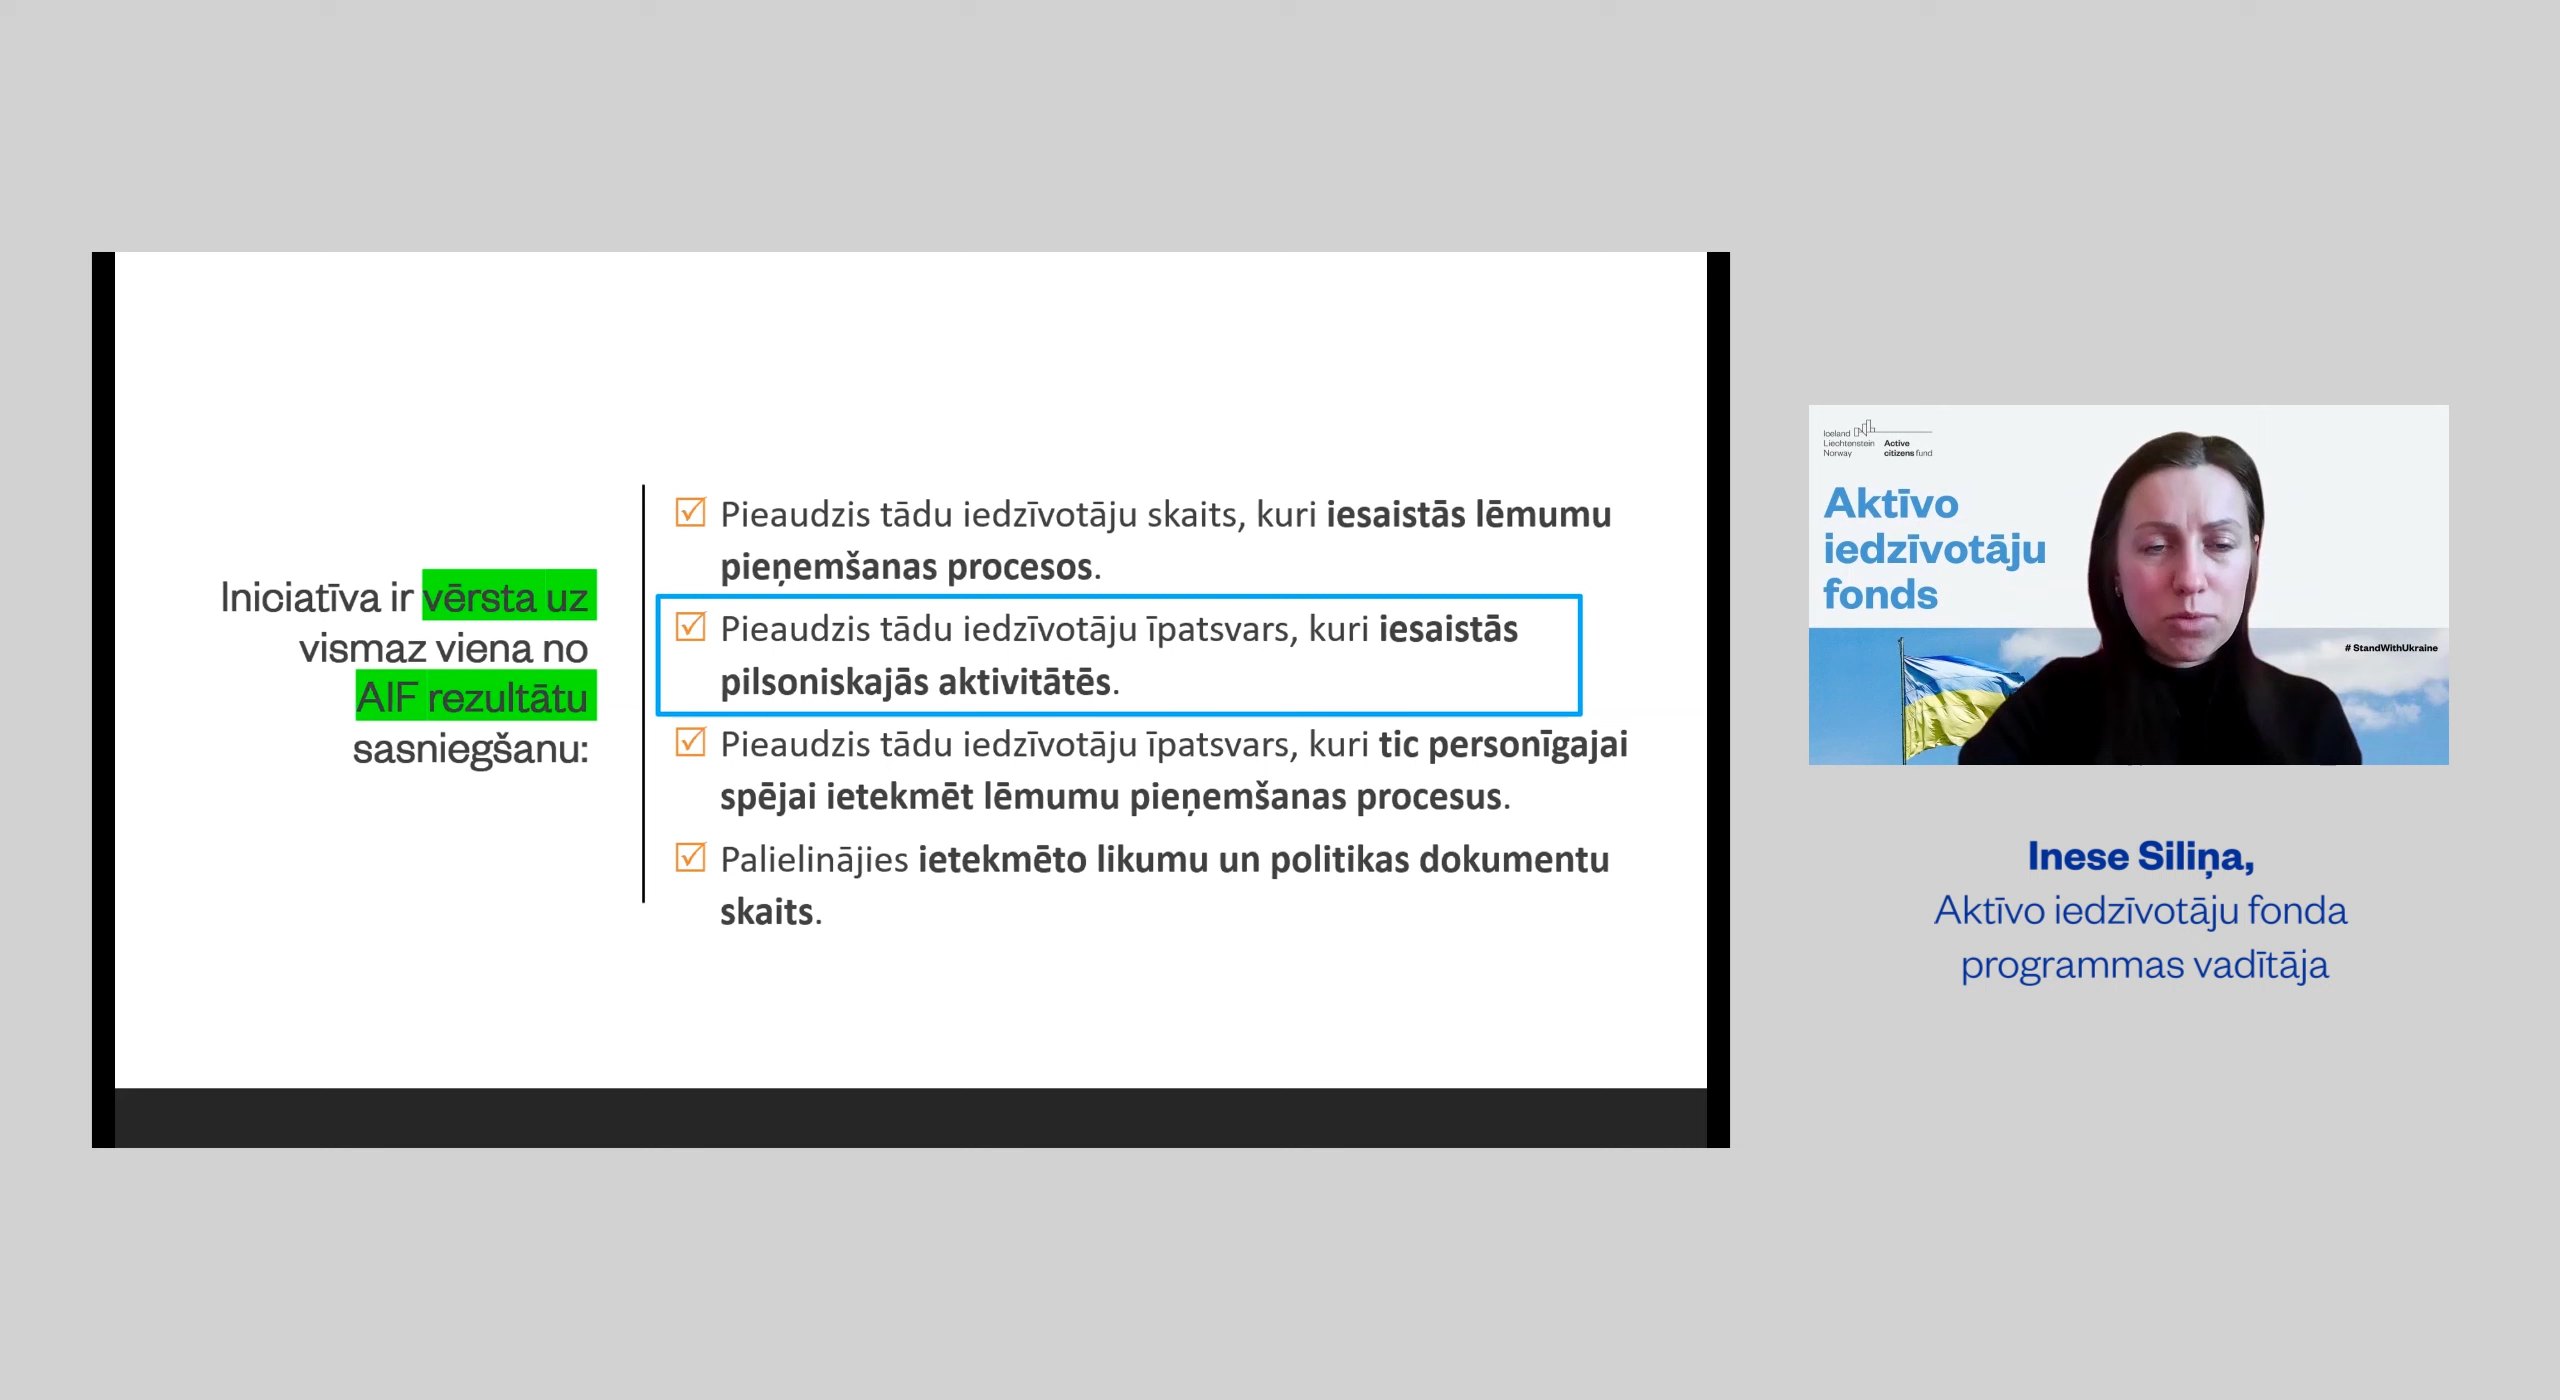 Iniciatīva ir vērsta uz
vismaz viena no
AIF rezultātu
sasniegšanu:
Pieaudzis tādu iedzīvotāju skaits, kuri iesaistās lēmumu
pieņemšanas procesos.
Pieaudzis tādu iedzīvotāju īpatsvars, kuri iesaistās
pilsoniskajās aktivitātēs.
Pieaudzis tādu iedzīvotāju īpatsvars, kuri tic personīgajai
spējai ietekmēt lēmumu pieņemšanas procesus.
Palielinājies ietekmēto likumu un politikas dokumentu
skaits.
Iceland
Liechtenstein Active
Norway citizens fund
Aktīvo
iedzīvotāju
fonds
# StandWithUkraine
Inese Siliņa,
Aktīvo iedzīvotāju fonda
programmas vadītāja